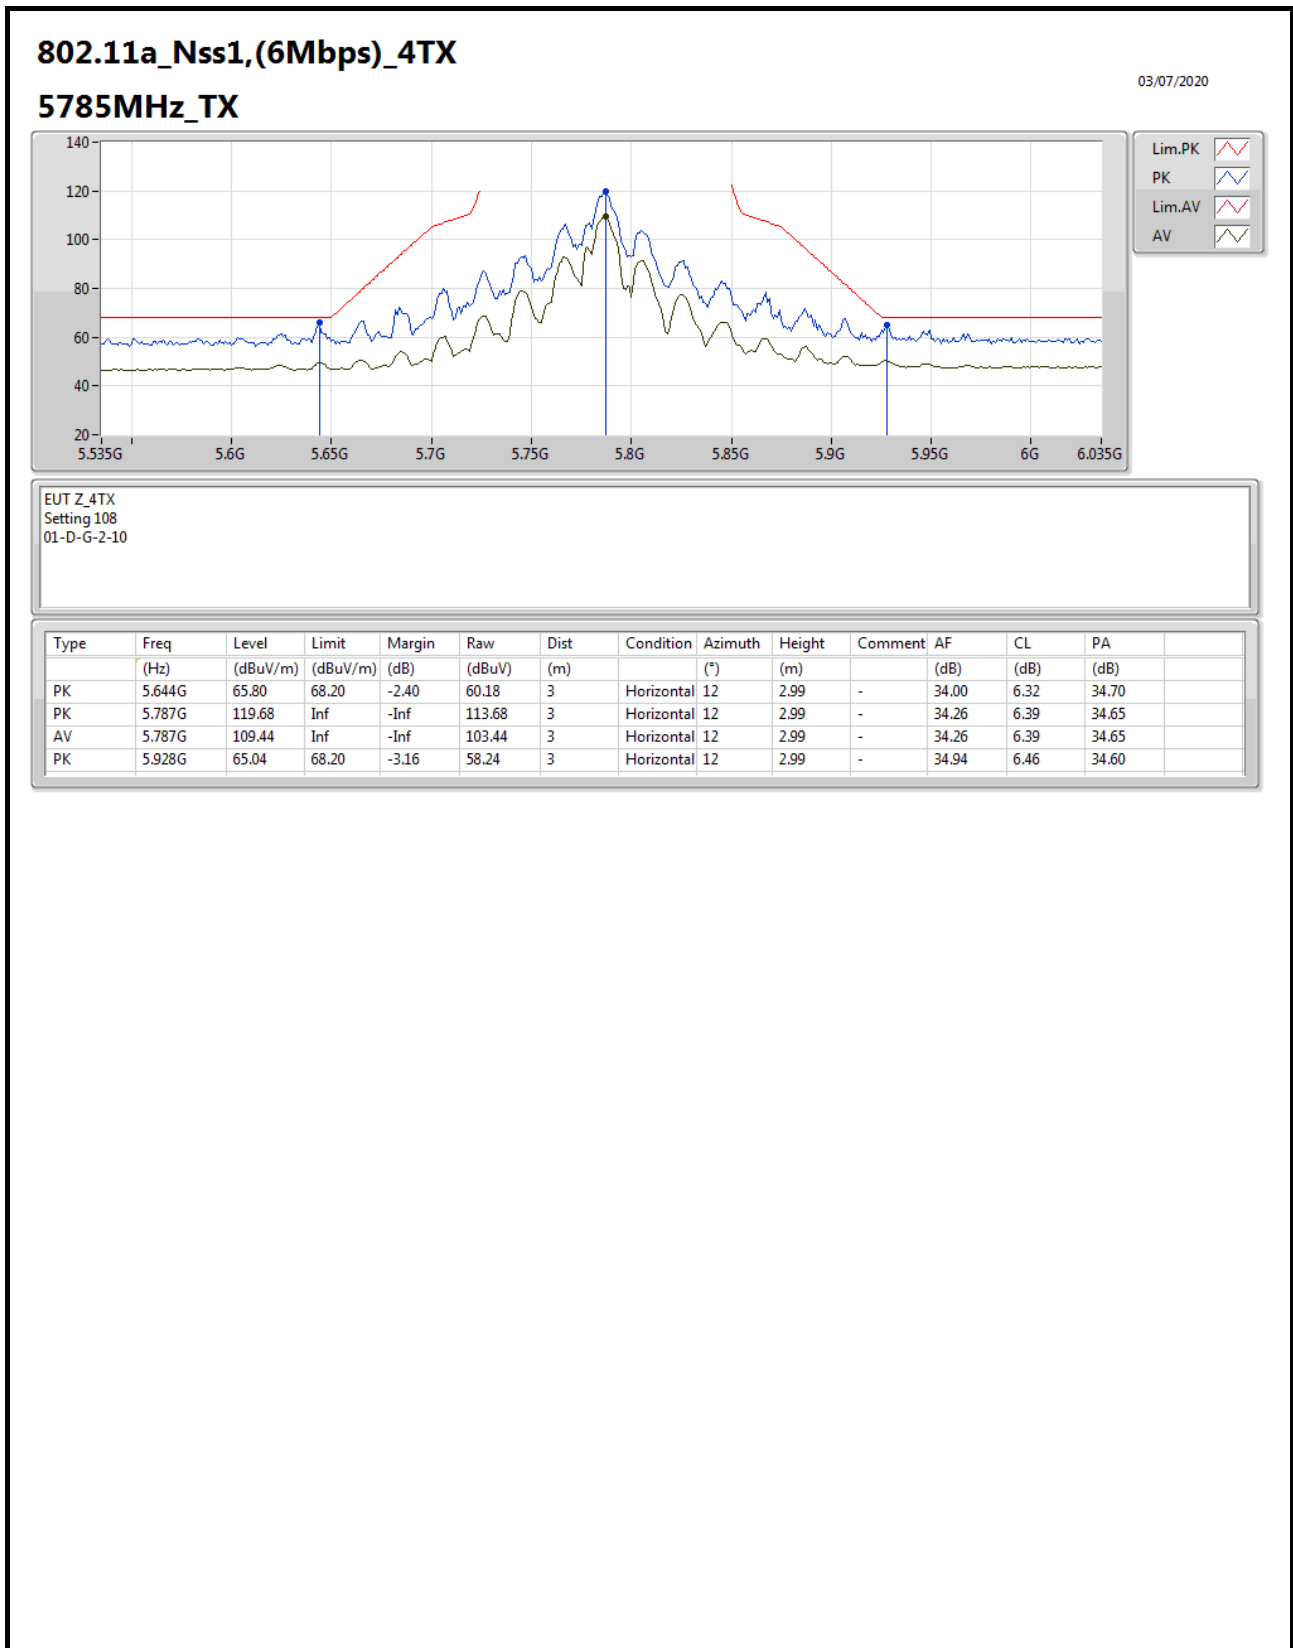 802.11a_Nss1,(6Mbps)_4TX
03/07/2020
5785MHz_TX
140
120
100
80
60
40
20
5.535G 5.6G 5.65G 5.7G 5.75G 5.8G 5.85G 5.9G 5.95G 6G 6.035G
Lim.PK
PK
Lim.AV
AV
EUT Z_4TX
Setting 108
01-D-G-2-10
Type Freq Level Limit Margin Raw Dist Condition Azimuth Height Comment AF CL PA
(Hz) (dBuV/m) (dBuV/m) (dB) (dBuV) (m) (°) (m) (dB) (dB) (dB)
PK 5.644G 65.80 68.20 -2.40 60.18 3 Horizontal 12 2.99 - 34.00 6.32 34.70
PK 5.787G 119.68 Inf -Inf 113.68 3 Horizontal 12 2.99 - 34.26 6.39 34.65
AV 5.787G 109.44 Inf -Inf 103.44 3 Horizontal 12 2.99 - 34.26 6.39 34.65
PK 5.928G 65.04 68.20 -3.16 58.24 3 Horizontal 12 2.99 - 34.94 6.46 34.60